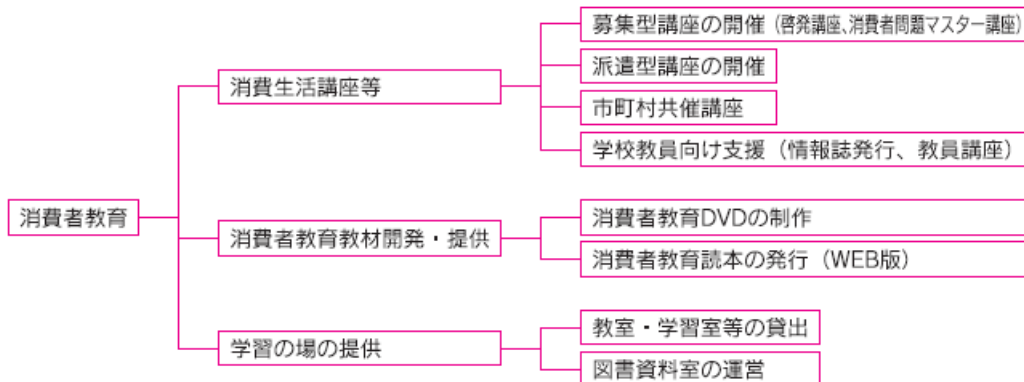 消費者教育
消費生活講座等
募集型講座の開催（啓発講座、消費者問題マスター講座）
派遣型講座の開催
市町村共催講座
学校教員向け支援（情報誌発行、教員講座）
消費者教育教材開発・提供
消費者教育DVDの制作
消費者教育読本の発行（WEB版）
学習の場の提供
教室・学習室等の貸出
図書資料室の運営